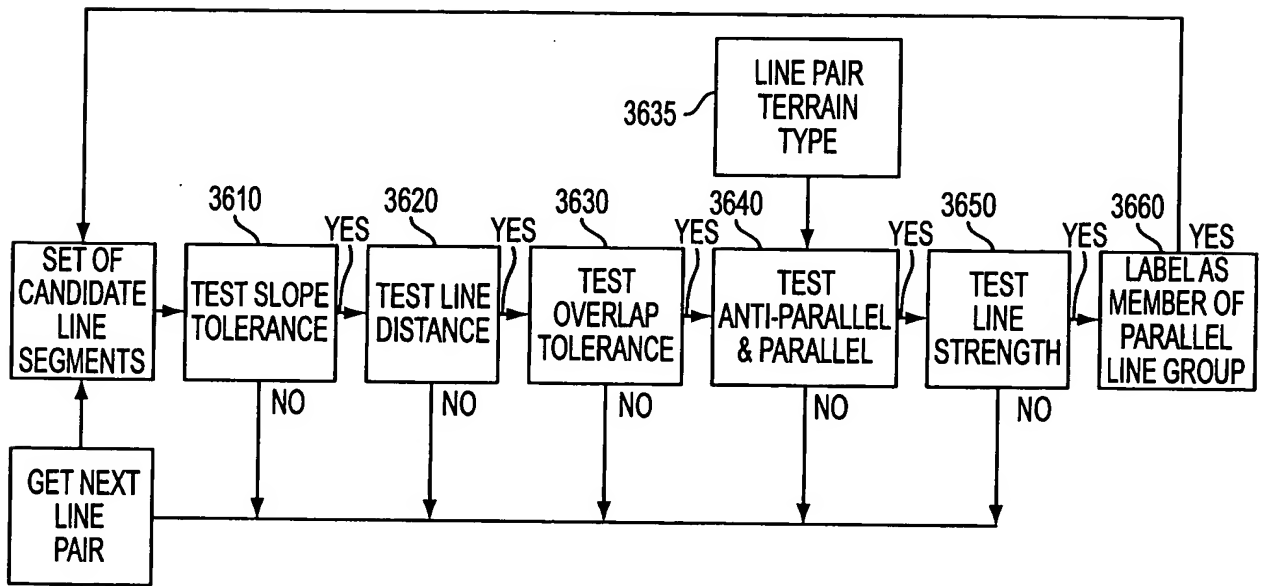 LINE PAIR
TERRAIN
TYPE
3635
3610
3620
3630
3640
3650
3660
YES
YES
YES
YES
YES
YES
SET OF
CANDIDATE
LINE
SEGMENTS
TEST SLOPE
TOLERANCE
TEST LINE
DISTANCE
TEST
OVERLAP
TOLERANCE
TEST
ANTI-PARALLEL
& PARALLEL
TEST
LINE
STRENGTH
LABEL AS
MEMBER OF
PARALLEL
LINE GROUP
NO
NO
NO
NO
NO
GET NEXT
LINE
PAIR